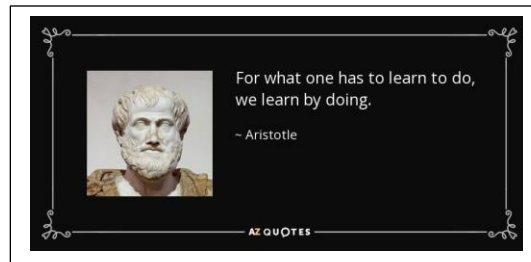 For what one has to learn to do,
we learn by doing.
~ Aristotle
AZ QUOTES